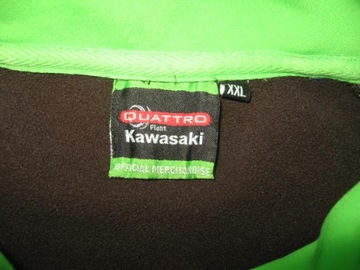 QUATTRO
Plant
Kawasaki
OFFICIAL MERCHANDISE
XXL